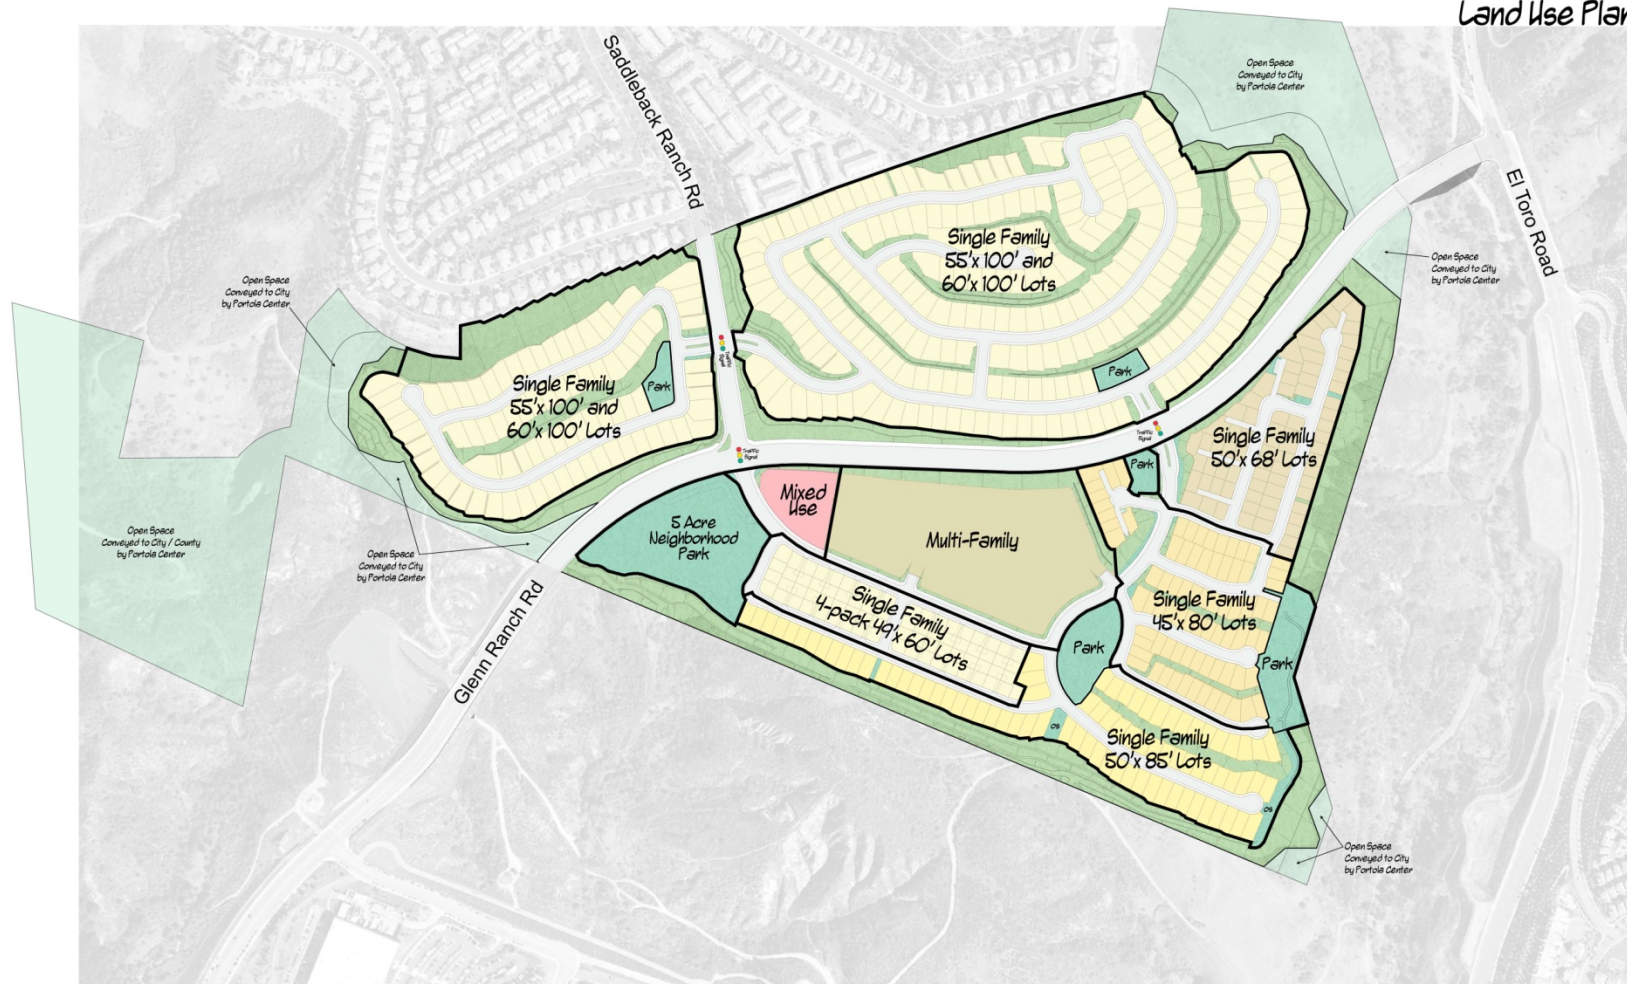 Land Use Plan
Open Space
Conveyed to City
by Portola Center
Saddleback Ranch Rd
El Toro Road
Single Family
55'x 100' and
60'x 100' Lots
Open Space
Conveyed to City
by Portola Center
Open Space
Conveyed to City
by Portola Center
Traffic
Signal
Park
Park
Single Family
55'x 100' and
60'x 100' Lots
Traffic
Signal
Traffic
Signal
Single Family
50'x 68' Lots
Park
Mixed
Use
5 Acre
Neighborhood
Park
Multi-Family
Open Space
Conveyed to City / County
by Portola Center
Open Space
Conveyed to City
by Portola Center
Single Family
4-pack 49'x 60' Lots
Single Family
45'x 80' Lots
Park
Park
Glenn Ranch Rd
OS
Single Family
50'x 85' Lots
OS
Open Space
Conveyed to City
by Portola Center